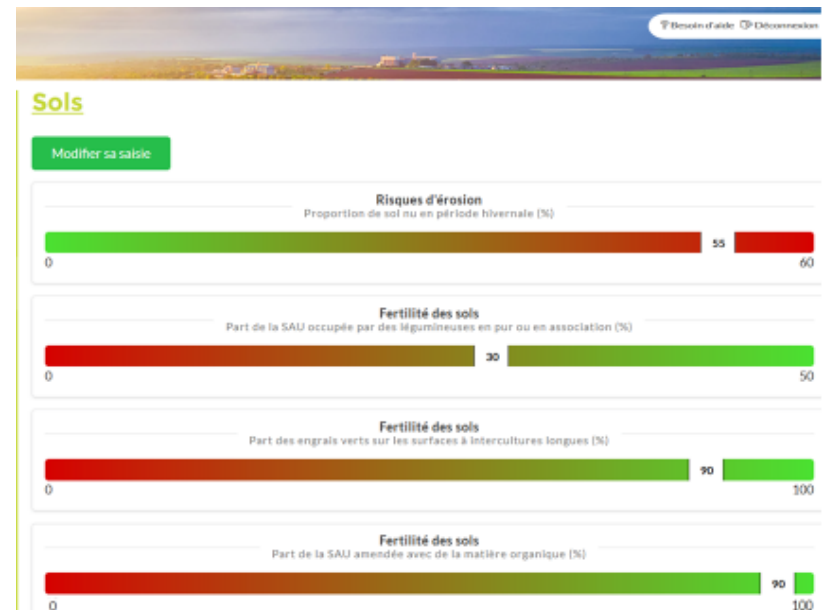 Besoin d'aide Déconnexion
Sols
Modifier sa saisie
Risques d'érosion
Proportion de sol nu en période hivernale (%)
55
0 60
Fertilité des sols
Part de la SAU occupée par des légumineuses en pur ou en association (%)
30
0 50
Fertilité des sols
Part des engrais verts sur les surfaces à intercultures longues (%)
90
0 100
Fertilité des sols
Part de la SAU amendée avec de la matière organique (%)
90
0 100